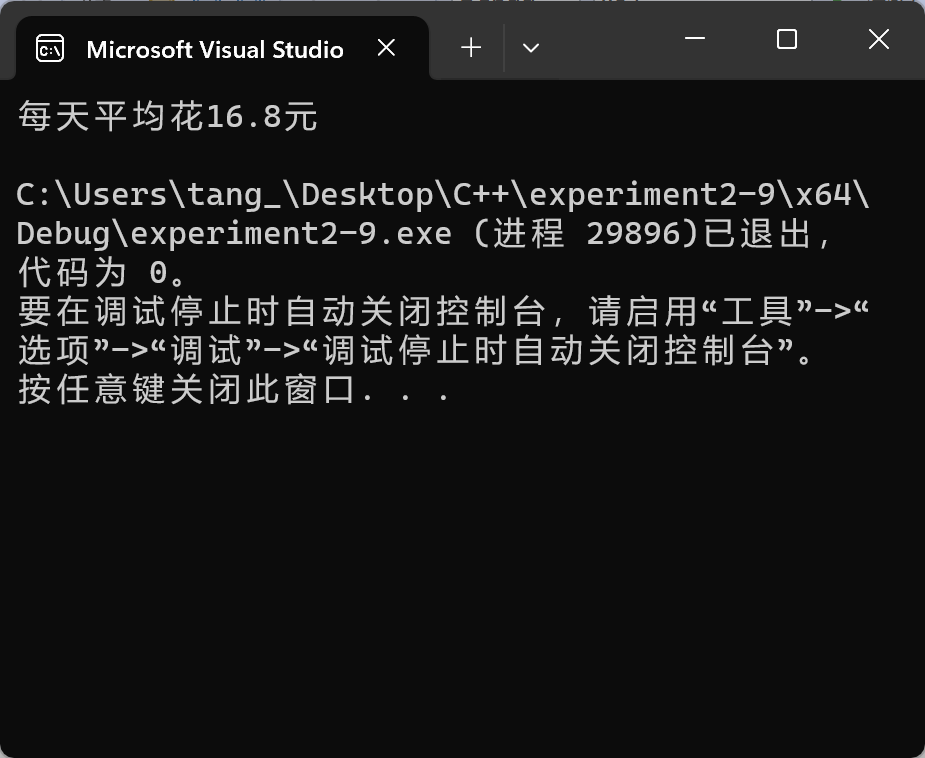 Microsoft Visual Studio
每天平均花16.8元
C:\Users\tang_\Desktop\C++\experiment2-9\x64\
Debug\experiment2-9.exe (进程 29896)已退出，
代码为 0。
要在调试停止时自动关闭控制台，请启用“工具”->“
选项”->“调试”->“调试停止时自动关闭控制台”。
按任意键关闭此窗口. . .